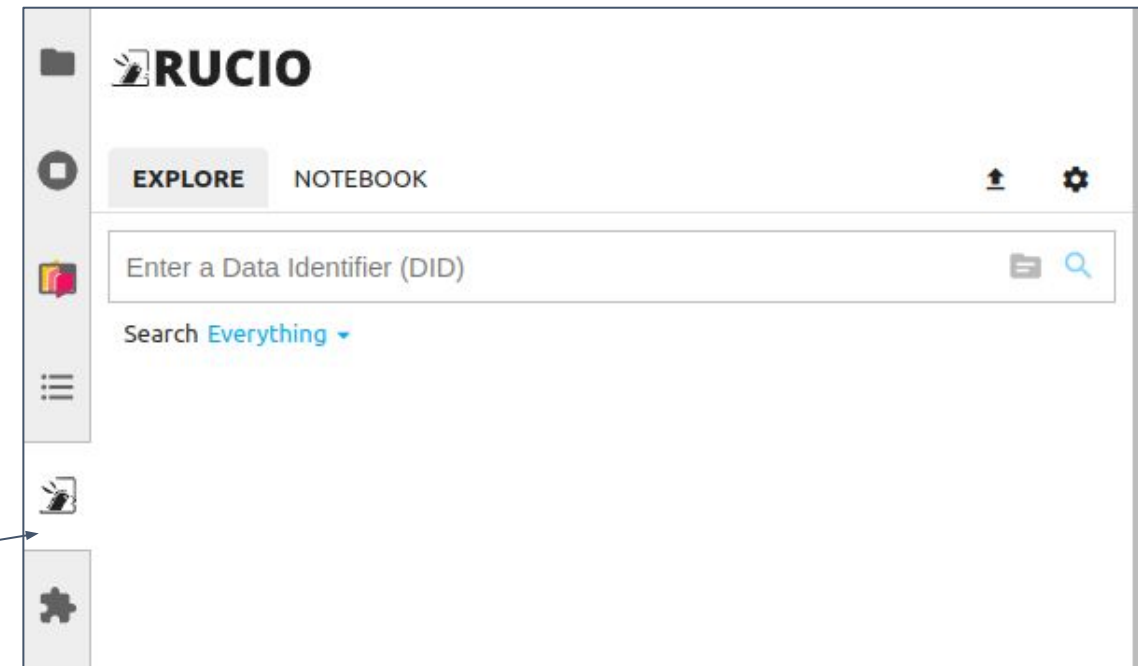 RUCIO
EXPLORE NOTEBOOK
Enter a Data Identifier (DID)
Search Everything